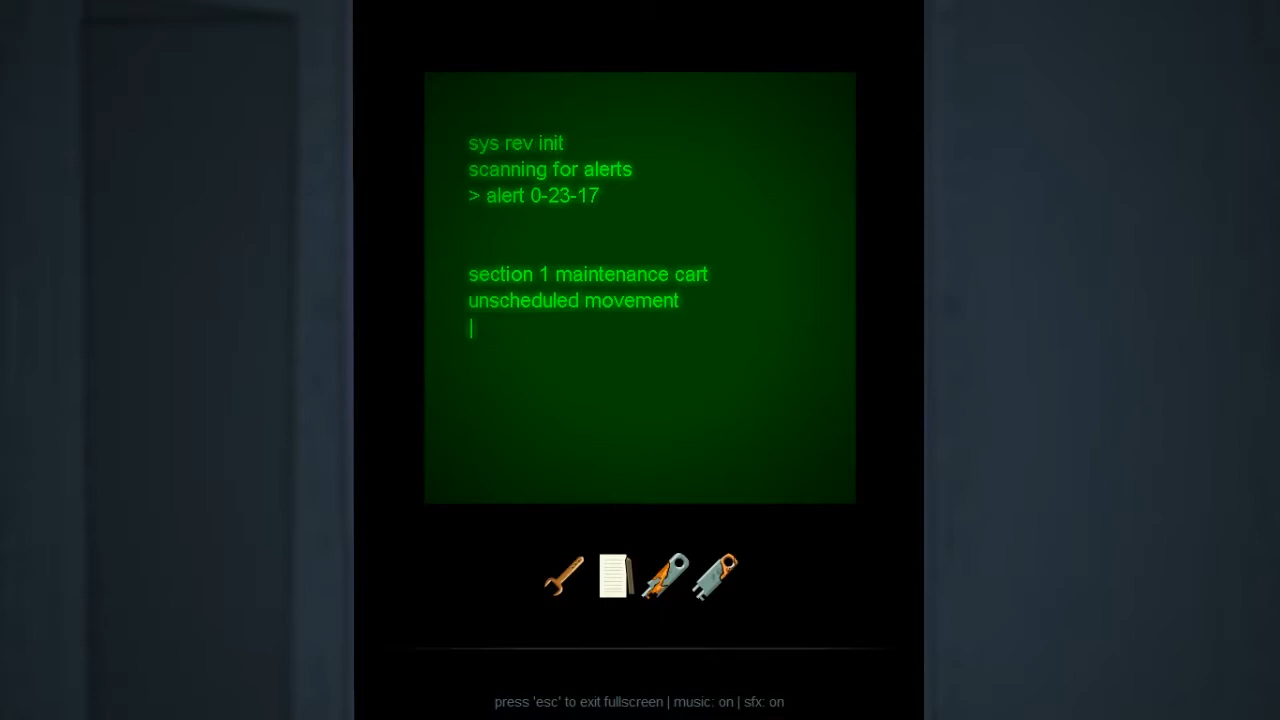 sys rev init
scanning for alerts
> alert 0-23-17
section 1 maintenance cart
unscheduled movement
|
press 'esc' to exit fullscreen | music: on | sfx: on